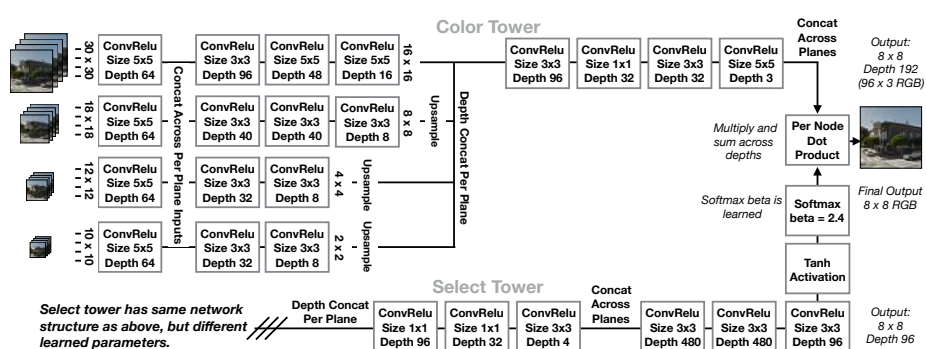 Color Tower
30 x 30
ConvRelu
Size 5x5
Depth 64
Concat Across Per Plane Inputs
ConvRelu
Size 3x3
Depth 96
ConvRelu
Size 5x5
Depth 48
ConvRelu
Size 5x5
Depth 16
16 x 16
18 x 18
ConvRelu
Size 5x5
Depth 64
ConvRelu
Size 3x3
Depth 40
ConvRelu
Size 3x3
Depth 40
ConvRelu
Size 3x3
Depth 8
8 x 8
Upsample
12 x 12
ConvRelu
Size 5x5
Depth 64
ConvRelu
Size 3x3
Depth 32
ConvRelu
Size 3x3
Depth 8
4 x 4
Upsample
10 x 10
ConvRelu
Size 5x5
Depth 64
ConvRelu
Size 3x3
Depth 32
ConvRelu
Size 3x3
Depth 8
2 x 2
Upsample
Depth Concat Per Plane
ConvRelu
Size 3x3
Depth 96
ConvRelu
Size 1x1
Depth 32
ConvRelu
Size 3x3
Depth 32
ConvRelu
Size 5x5
Depth 3
Concat
Across
Planes
Output:
8 x 8
Depth 192
(96 x 3 RGB)
Multiply and
sum across
depths
Per Node
Dot
Product
Final Output
8 x 8 RGB
Softmax beta is
learned
Softmax
beta = 2.4
Tanh
Activation
Select Tower
Select tower has same network
structure as above, but different
learned parameters.
Depth Concat
Per Plane
ConvRelu
Size 1x1
Depth 96
ConvRelu
Size 1x1
Depth 32
ConvRelu
Size 3x3
Depth 4
Concat
Across
Planes
ConvRelu
Size 3x3
Depth 480
ConvRelu
Size 3x3
Depth 480
ConvRelu
Size 3x3
Depth 96
Output:
8 x 8
Depth 96